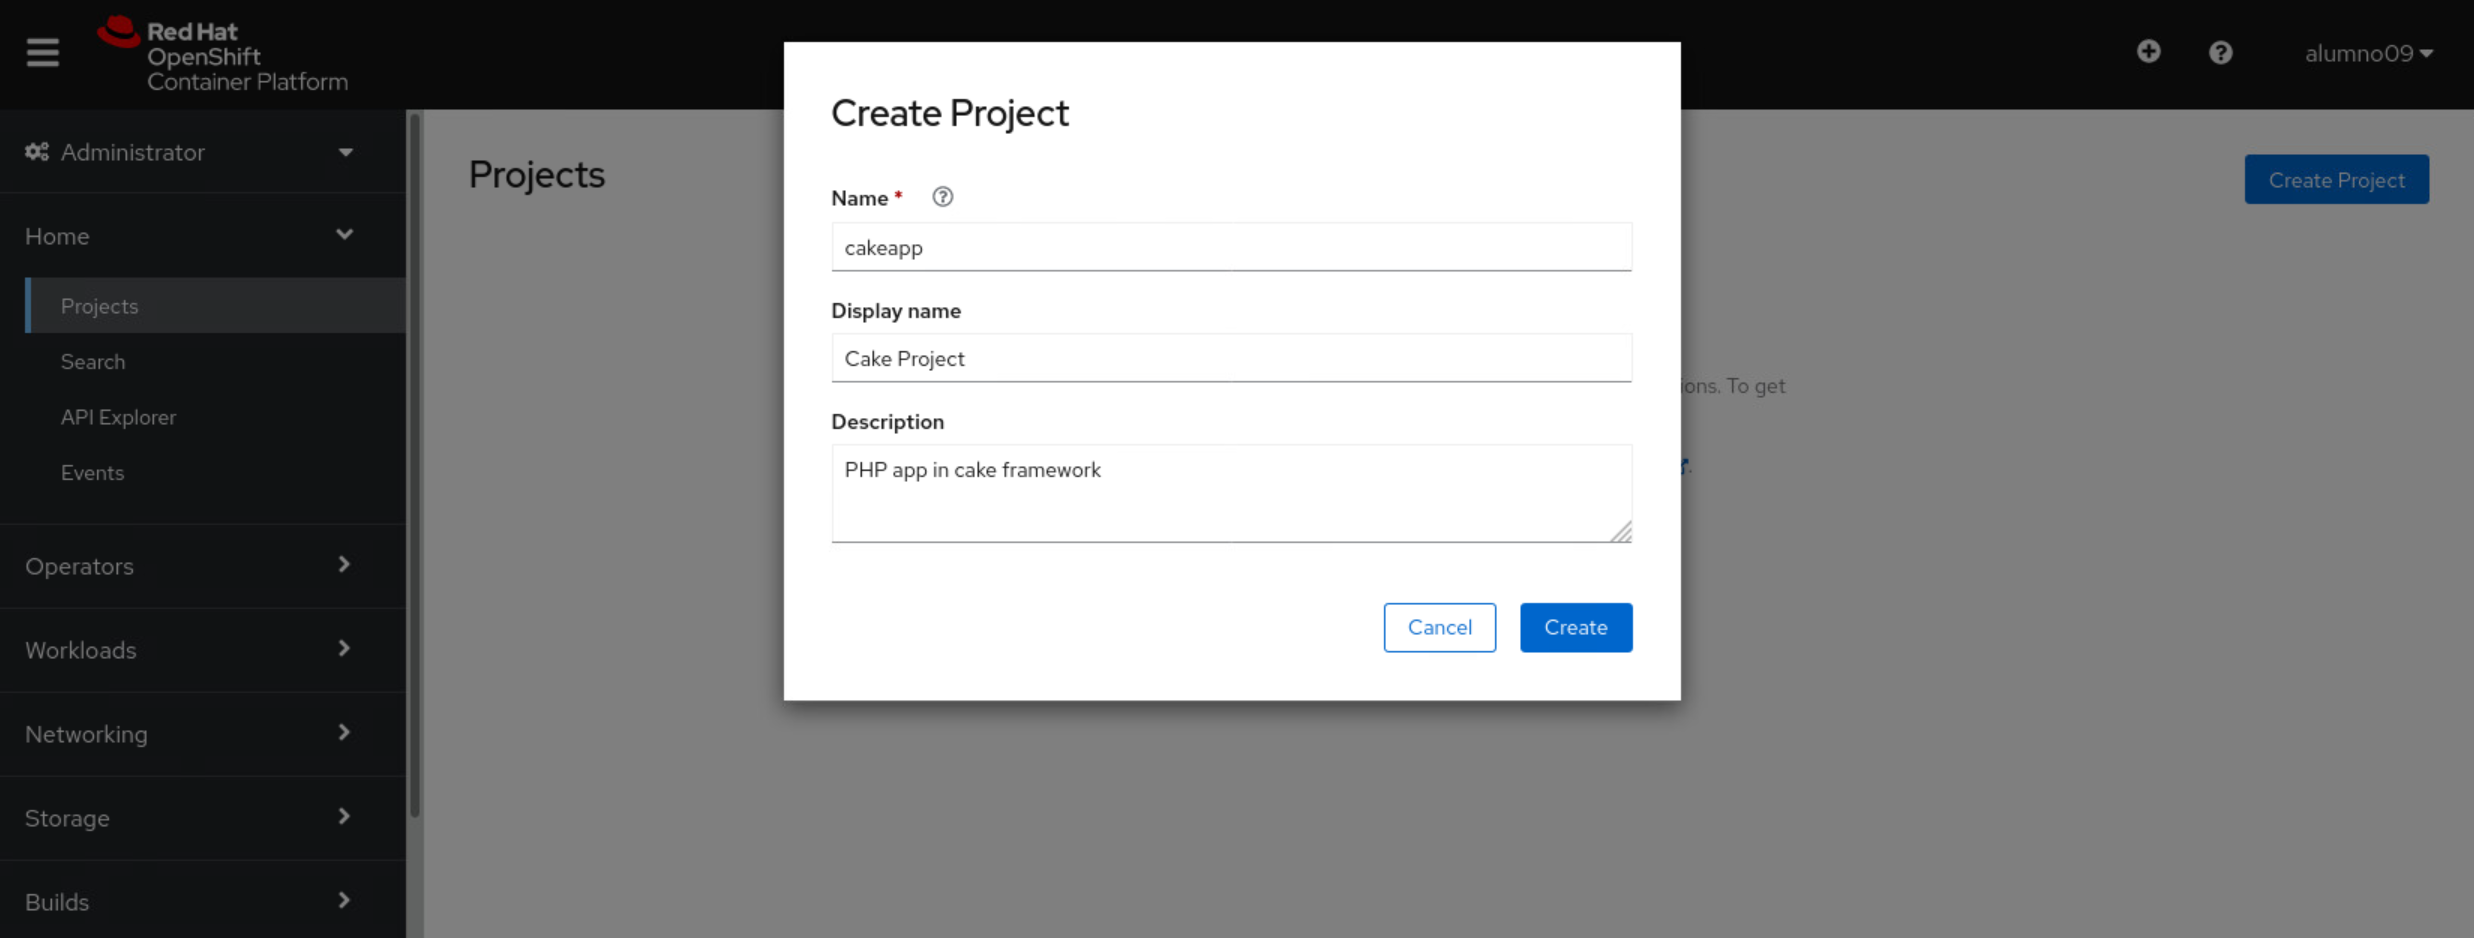 Red Hat
OpenShift
Container Platform
alumno09
Administrator
Home
Projects
Search
API Explorer
Events
Operators
Workloads
Networking
Storage
Builds
Projects
Create Project
ions. To get
Create Project
Name *
cakeapp
Display name
Cake Project
Description
PHP app in cake framework
Cancel
Create